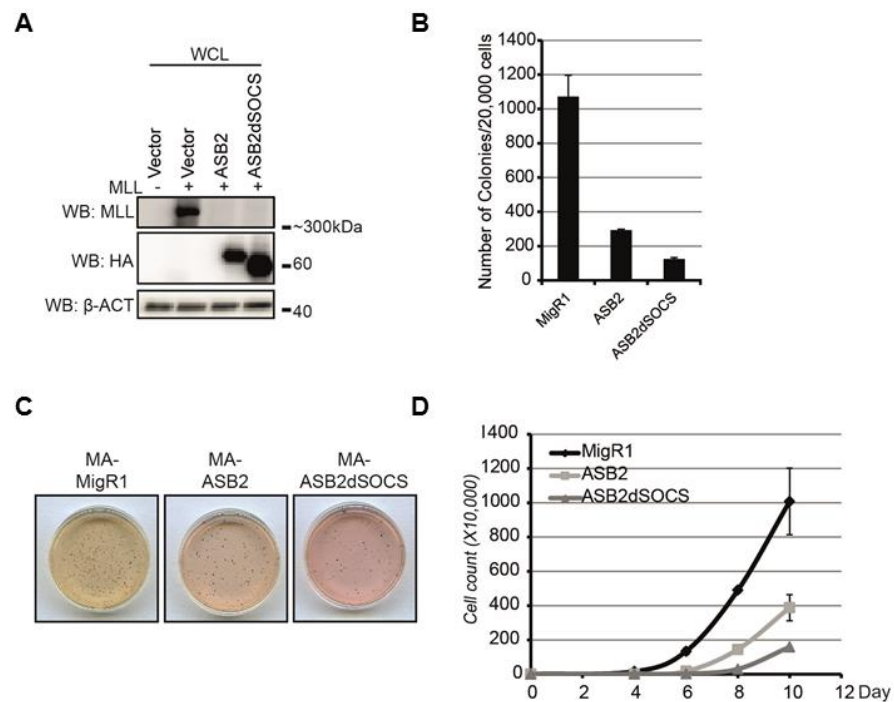 A
WCL
Vector
Vector
ASB2
ASB2dSOCS
MLL - + + +
WB: MLL
~300kDa
WB: HA
60
WB: β-ACT
40
B
Number of Colonies/20,000 cells
1400
1200
1000
800
600
400
200
0
MigR1
ASB2
ASB2dSOCS
C
MA-
MigR1
MA-
ASB2
MA-
ASB2dSOCS
D
Cell count (X10,000)
1400
1200
1000
800
600
400
200
0
MigR1
ASB2
ASB2dSOCS
0 2 4 6 8 10 12 Day